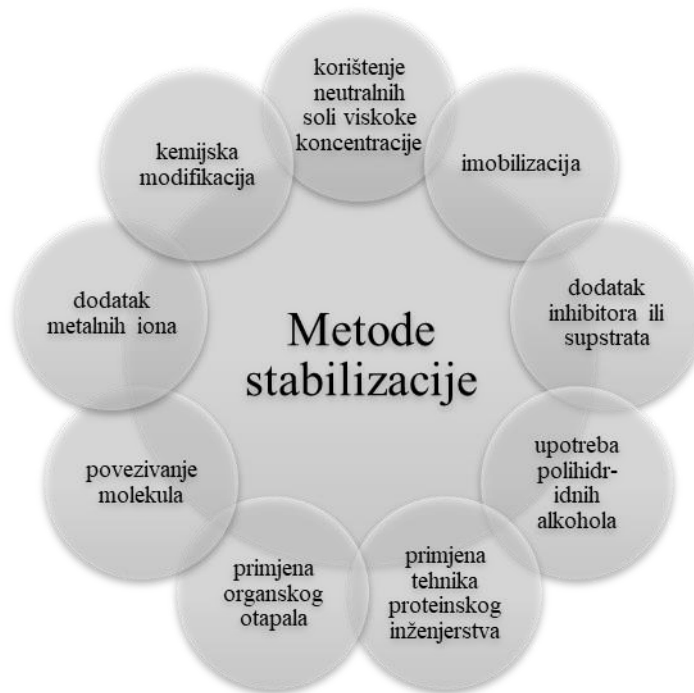 korištenje
neutralnih
soli viskoke
koncentracije
imobilizacija
dodatak
inhibitora ili
supstrata
upotreba
polihidr-
idnih
alkohola
primjena
tehnika
proteinskog
inženjerstva
primjena
organskog
otapala
povezivanje
molekula
dodatak
metalnih iona
kemijska
modifikacija
Metode
stabilizacije